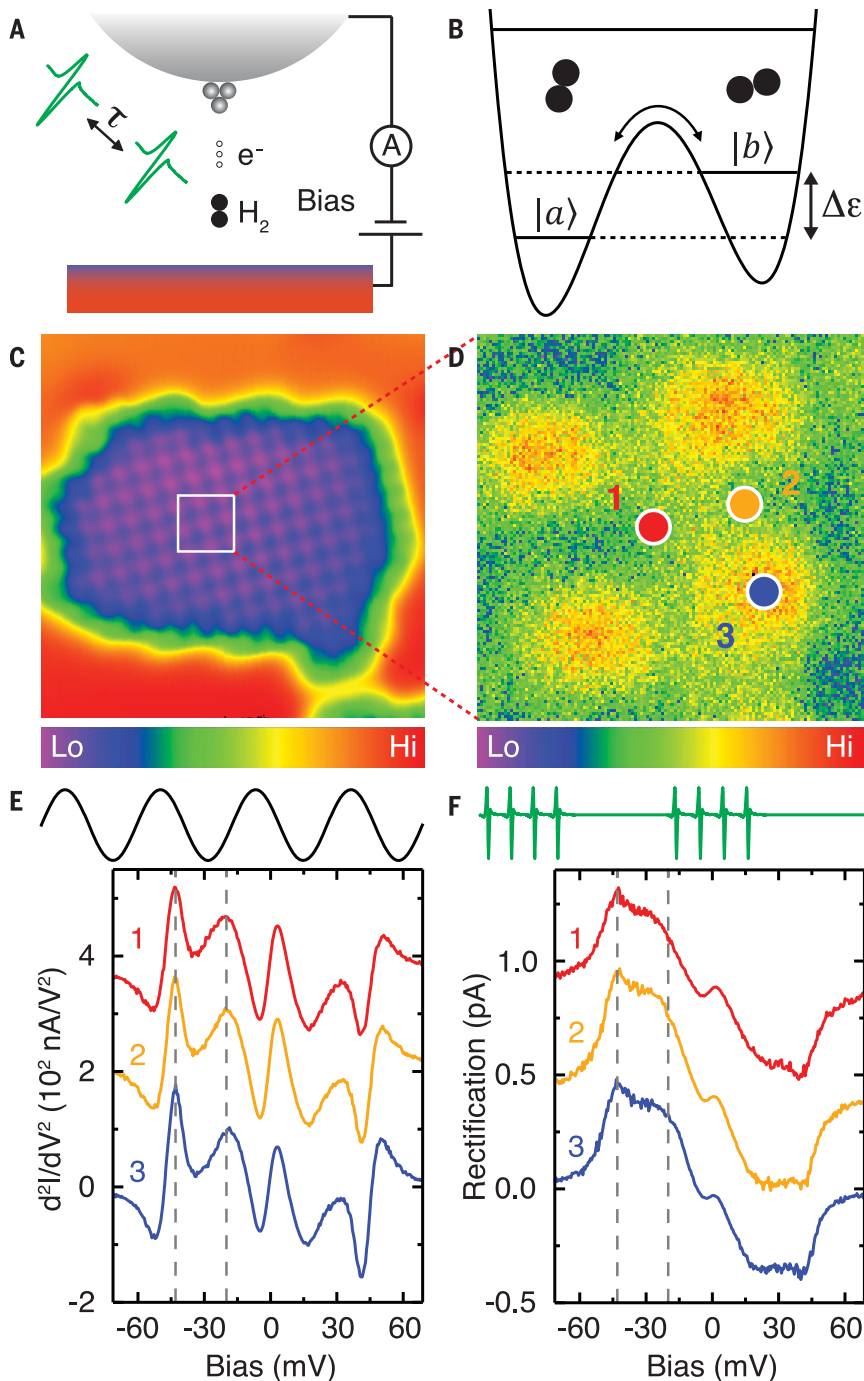 A
τ
e-
H2
Bias
A
B
|a⟩
|b⟩
Δε
C
Lo
Hi
D
1
2
3
Lo
Hi
E
d²I/dV² (10² nA/V²)
4
2
0
-2
1
2
3
-60
-30
0
30
60
Bias (mV)
F
Rectification (pA)
1.0
0.5
0.0
-0.5
1
2
3
-60
-30
0
30
60
Bias (mV)